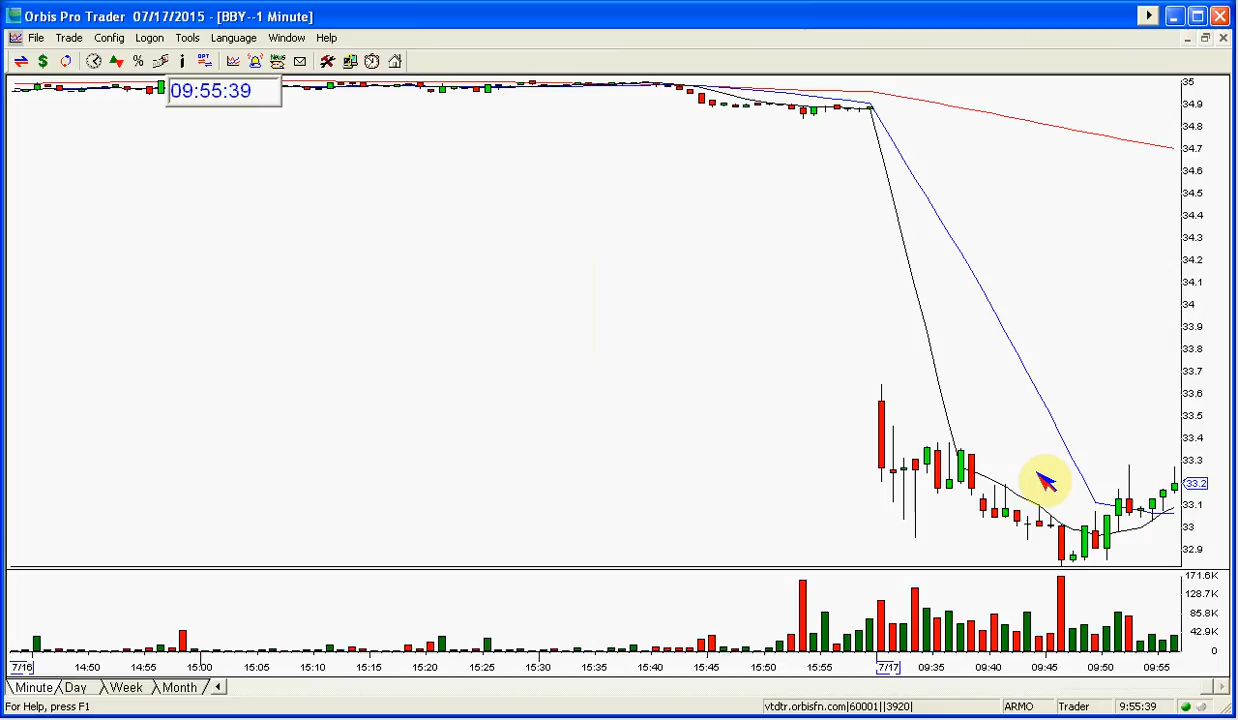 Orbis Pro Trader 07/17/2015 - [BBY--1 Minute]
File Trade Config Logon Tools Language Window Help
09:55:39
35
34.9
34.8
34.7
34.6
34.5
34.4
34.3
34.2
34.1
34
33.9
33.8
33.7
33.6
33.5
33.4
33.3
33.2
33.1
33
32.9
171.6K
128.7K
85.8K
42.9K
0
7/16 14:50 14:55 15:00 15:05 15:10 15:15 15:20 15:25 15:30 15:35 15:40 15:45 15:50 15:55 7/17 09:35 09:40 09:45 09:50 09:55
Minute Day Week Month
For Help, press F1 vtdtr.orbisfn.com|60001||3920| ARMO Trader 9:55:39